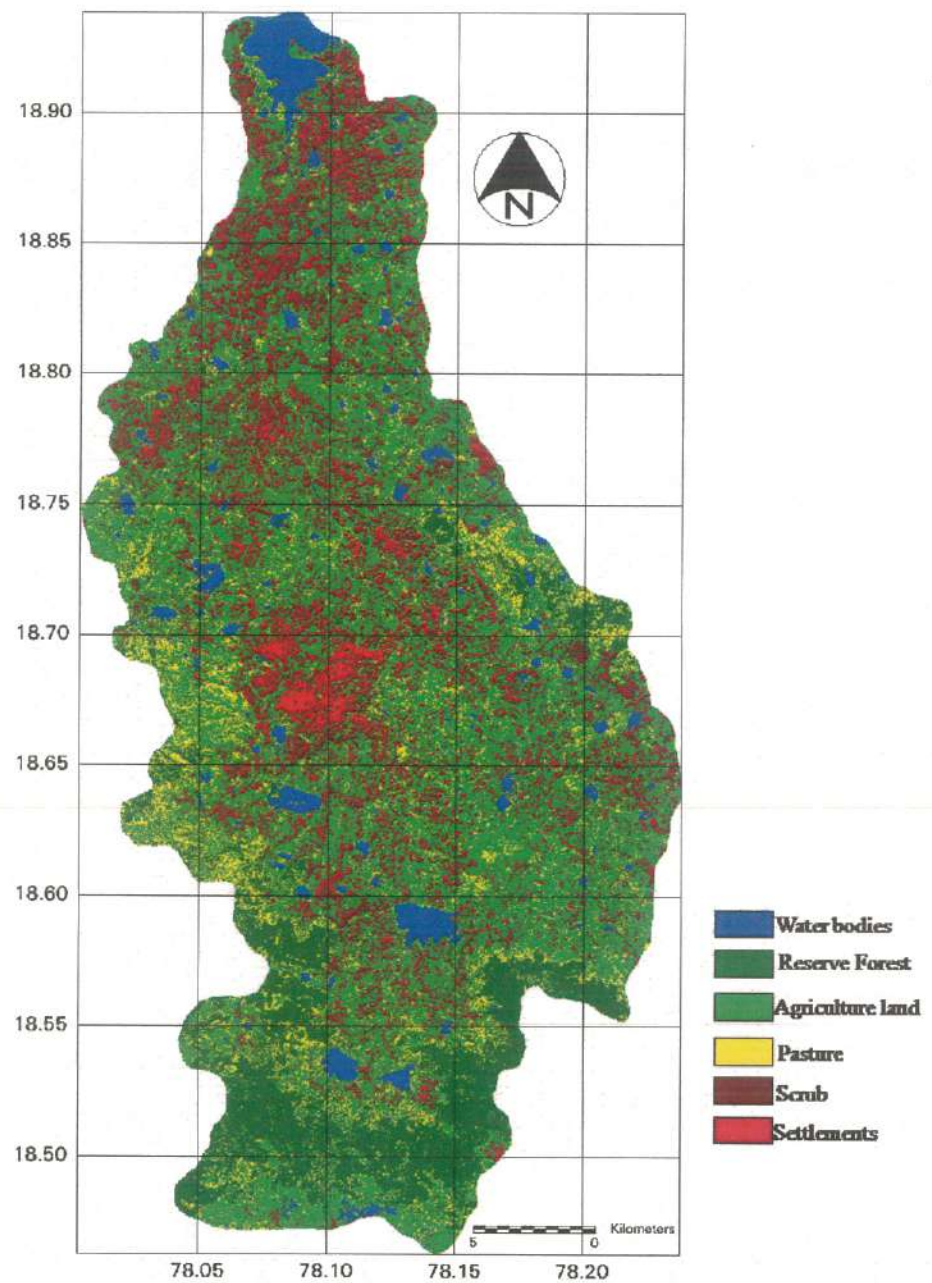 18.90
N
18.85
18.80
18.75
18.70
18.65
18.60
Water bodies
Reserve Forest
Agriculture land
18.55
Pasture
Scrub
Settlements
18.50
Kilometers
5 0
78.05 78.10 78.15 78.20